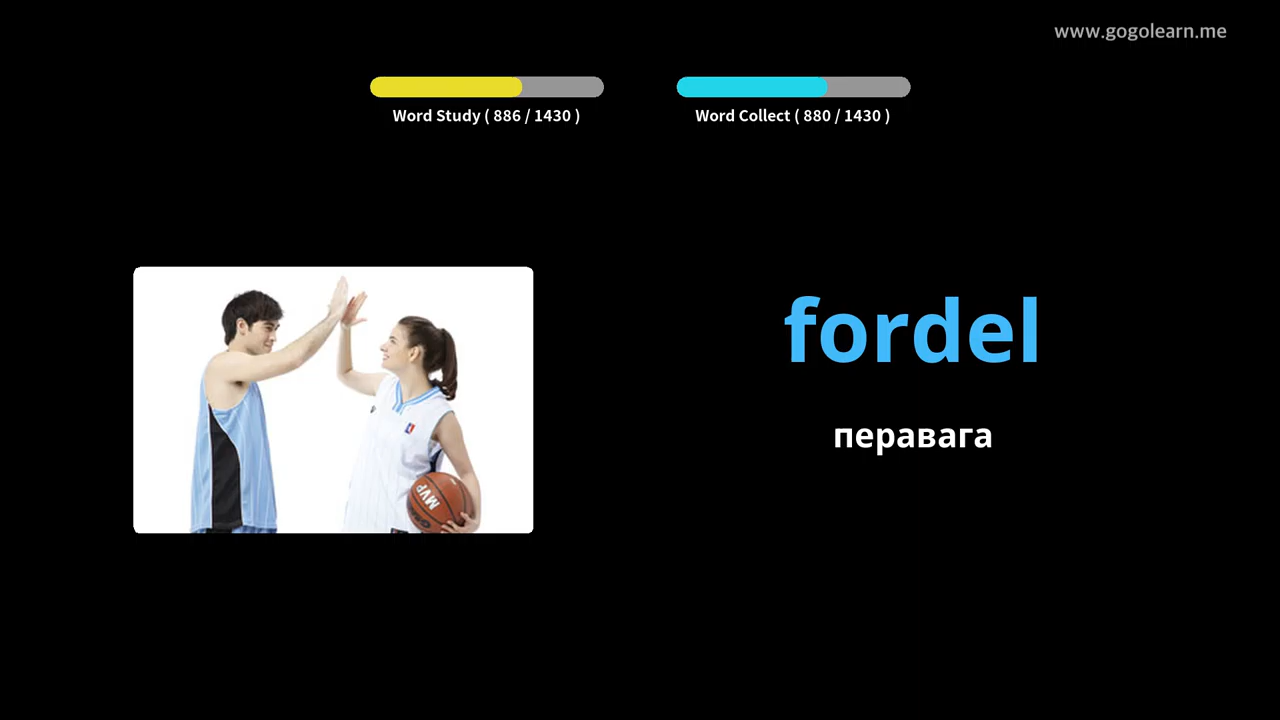 www.gogolearn.me
Word Study ( 886 / 1430 )
Word Collect ( 880 / 1430 )
fordel
перавага
MVP